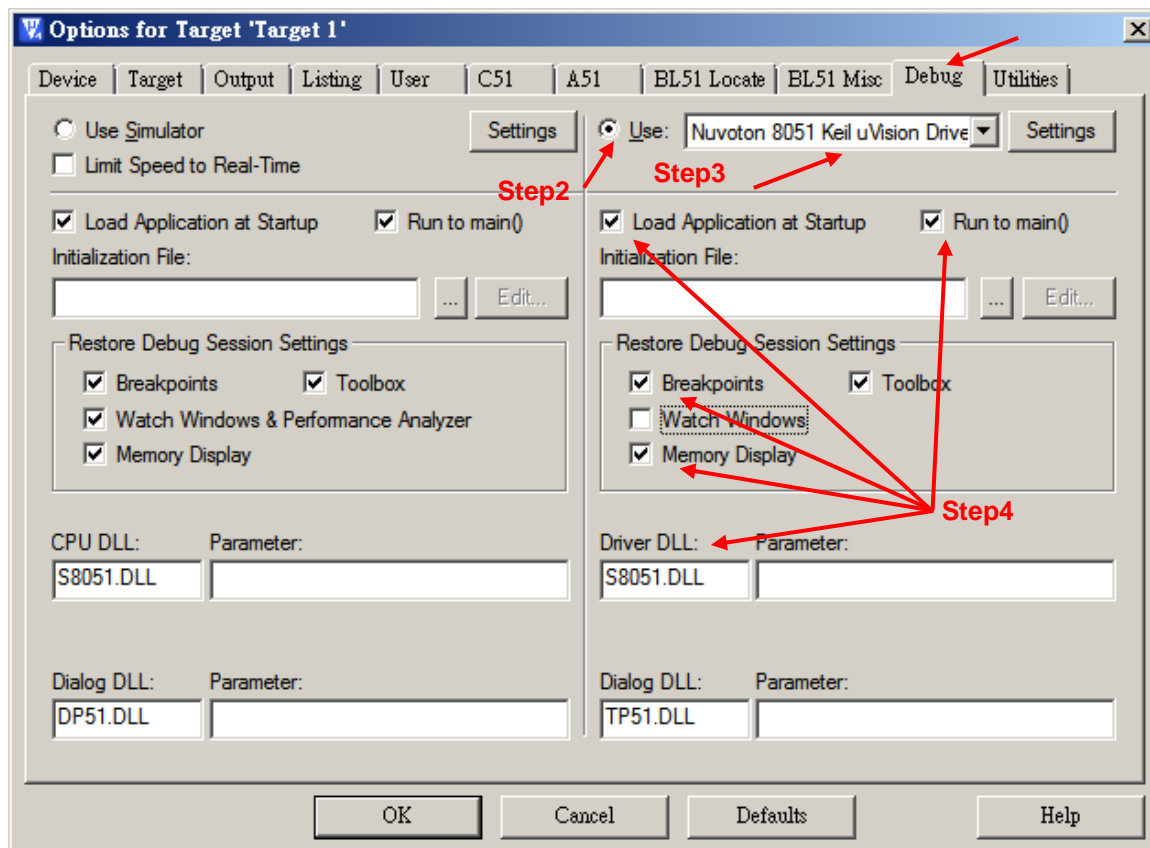 Options for Target 'Target 1'
Device Target Output Listing User C51 A51 BL51 Locate BL51 Misc Debug Utilities
Use Simulator Settings Use: Nuvoton 8051 Keil uVision Drive Settings
Limit Speed to Real-Time
Step2 Step3
Load Application at Startup Run to main() Load Application at Startup Run to main()
Initialization File: Initialization File:
... Edit... ... Edit...
Restore Debug Session Settings Restore Debug Session Settings
Breakpoints Toolbox Breakpoints Toolbox
Watch Windows & Performance Analyzer Watch Windows
Memory Display Memory Display
Step4
CPU DLL: Parameter: Driver DLL: Parameter:
S8051.DLL S8051.DLL
Dialog DLL: Parameter: Dialog DLL: Parameter:
DP51.DLL TP51.DLL
OK Cancel Defaults Help